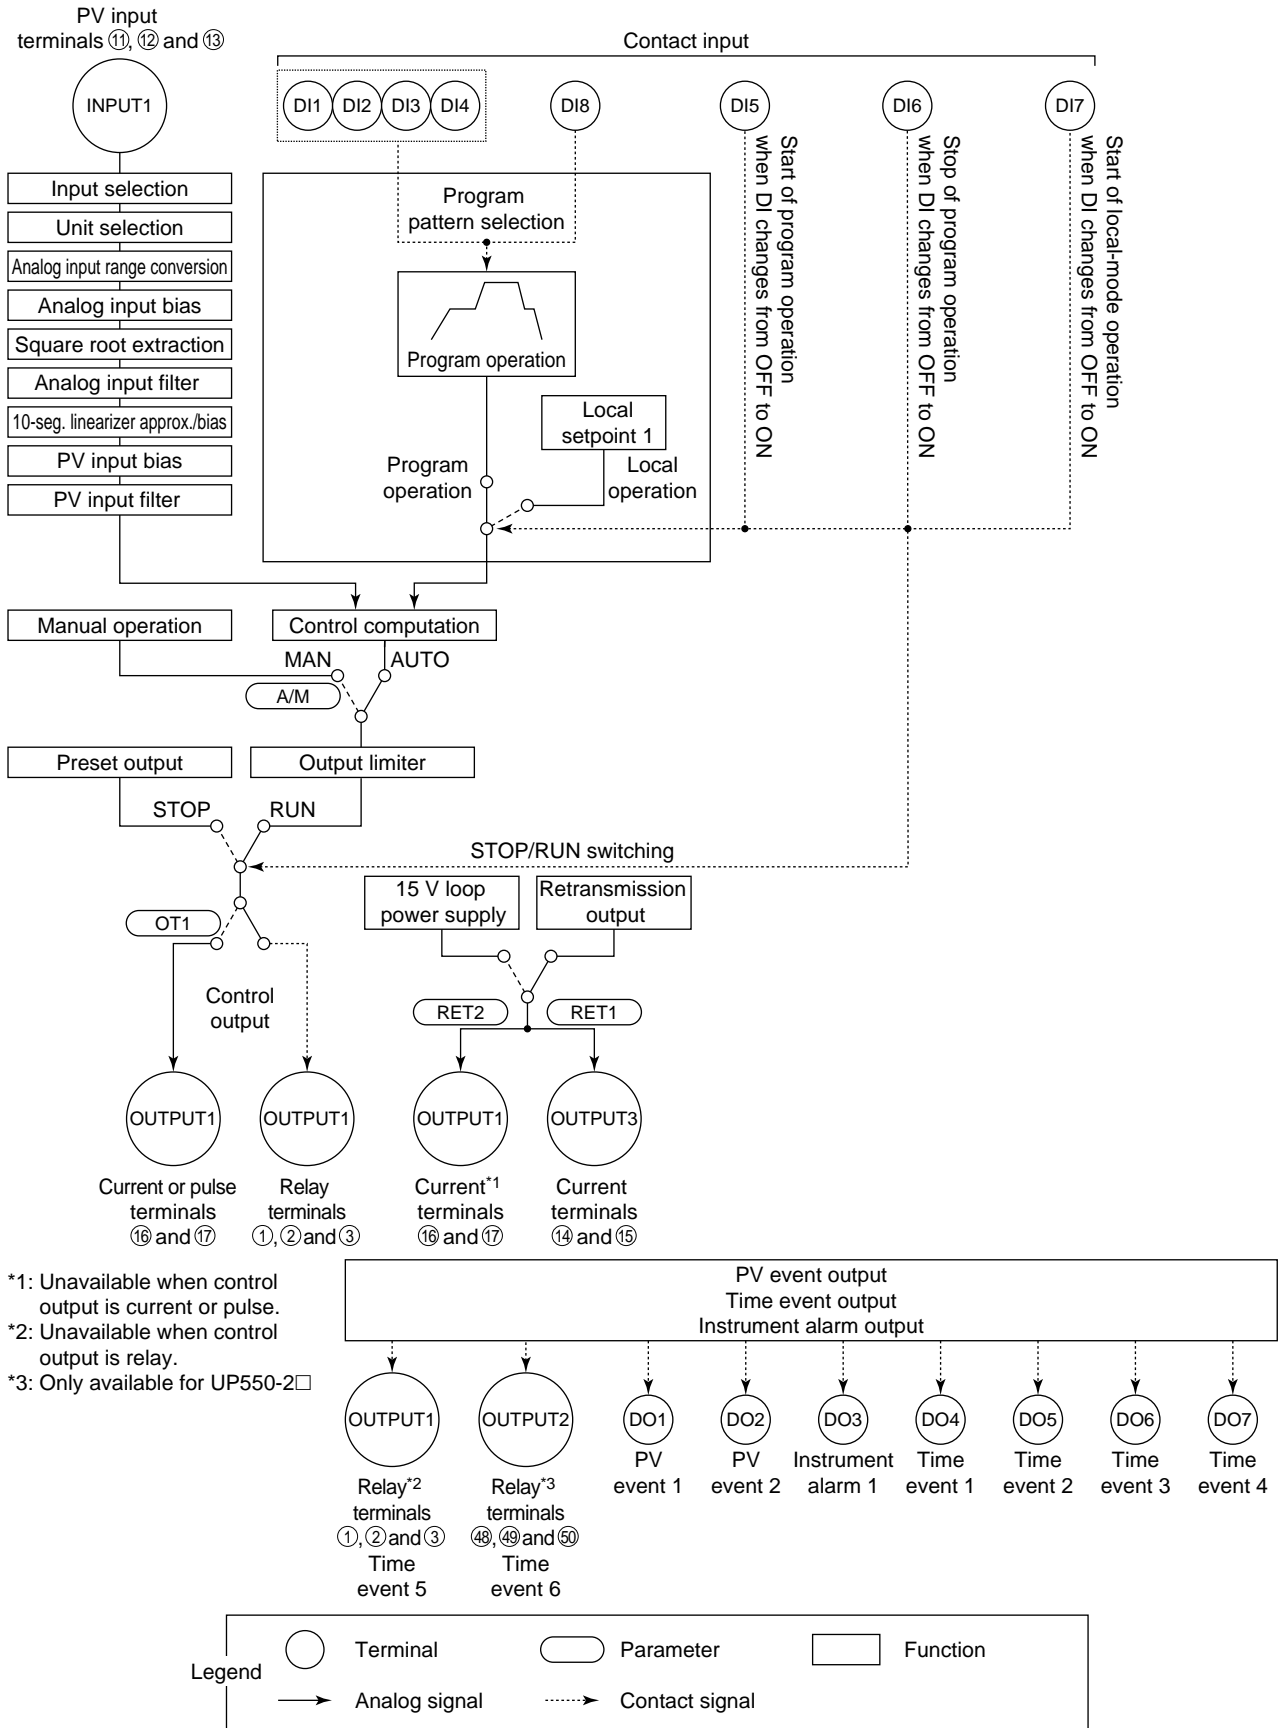 PV input
terminals ⑪, ⑫ and ⑬
Contact input
INPUT1
DI1
DI2
DI3
DI4
DI8
DI5
DI6
DI7
Start of program operation
when DI changes from OFF to ON
Stop of program operation
when DI changes from OFF to ON
Start of local-mode operation
when DI changes from OFF to ON
Input selection
Unit selection
Analog input range conversion
Analog input bias
Square root extraction
Analog input filter
10-seg. linearizer approx./bias
PV input bias
PV input filter
Program
pattern selection
Program operation
Local
setpoint 1
Program
operation
Local
operation
Manual operation
Control computation
MAN
AUTO
A/M
Preset output
Output limiter
STOP
RUN
STOP/RUN switching
15 V loop
power supply
Retransmission
output
OT1
Control
output
RET2
RET1
OUTPUT1
OUTPUT1
OUTPUT1
OUTPUT3
Current or pulse
terminals
⑯ and ⑰
Relay
terminals
①, ② and ③
Current*1
terminals
⑯ and ⑰
Current
terminals
⑭ and ⑮
*1: Unavailable when control
output is current or pulse.
*2: Unavailable when control
output is relay.
*3: Only available for UP550-2□
PV event output
Time event output
Instrument alarm output
OUTPUT1
OUTPUT2
DO1
DO2
DO3
DO4
DO5
DO6
DO7
Relay*2
terminals
①, ② and ③
Time
event 5
Relay*3
terminals
㊽, ㊾ and ㊿
Time
event 6
PV
event 1
PV
event 2
Instrument
alarm 1
Time
event 1
Time
event 2
Time
event 3
Time
event 4
Legend
Terminal
Parameter
Function
Analog signal
Contact signal